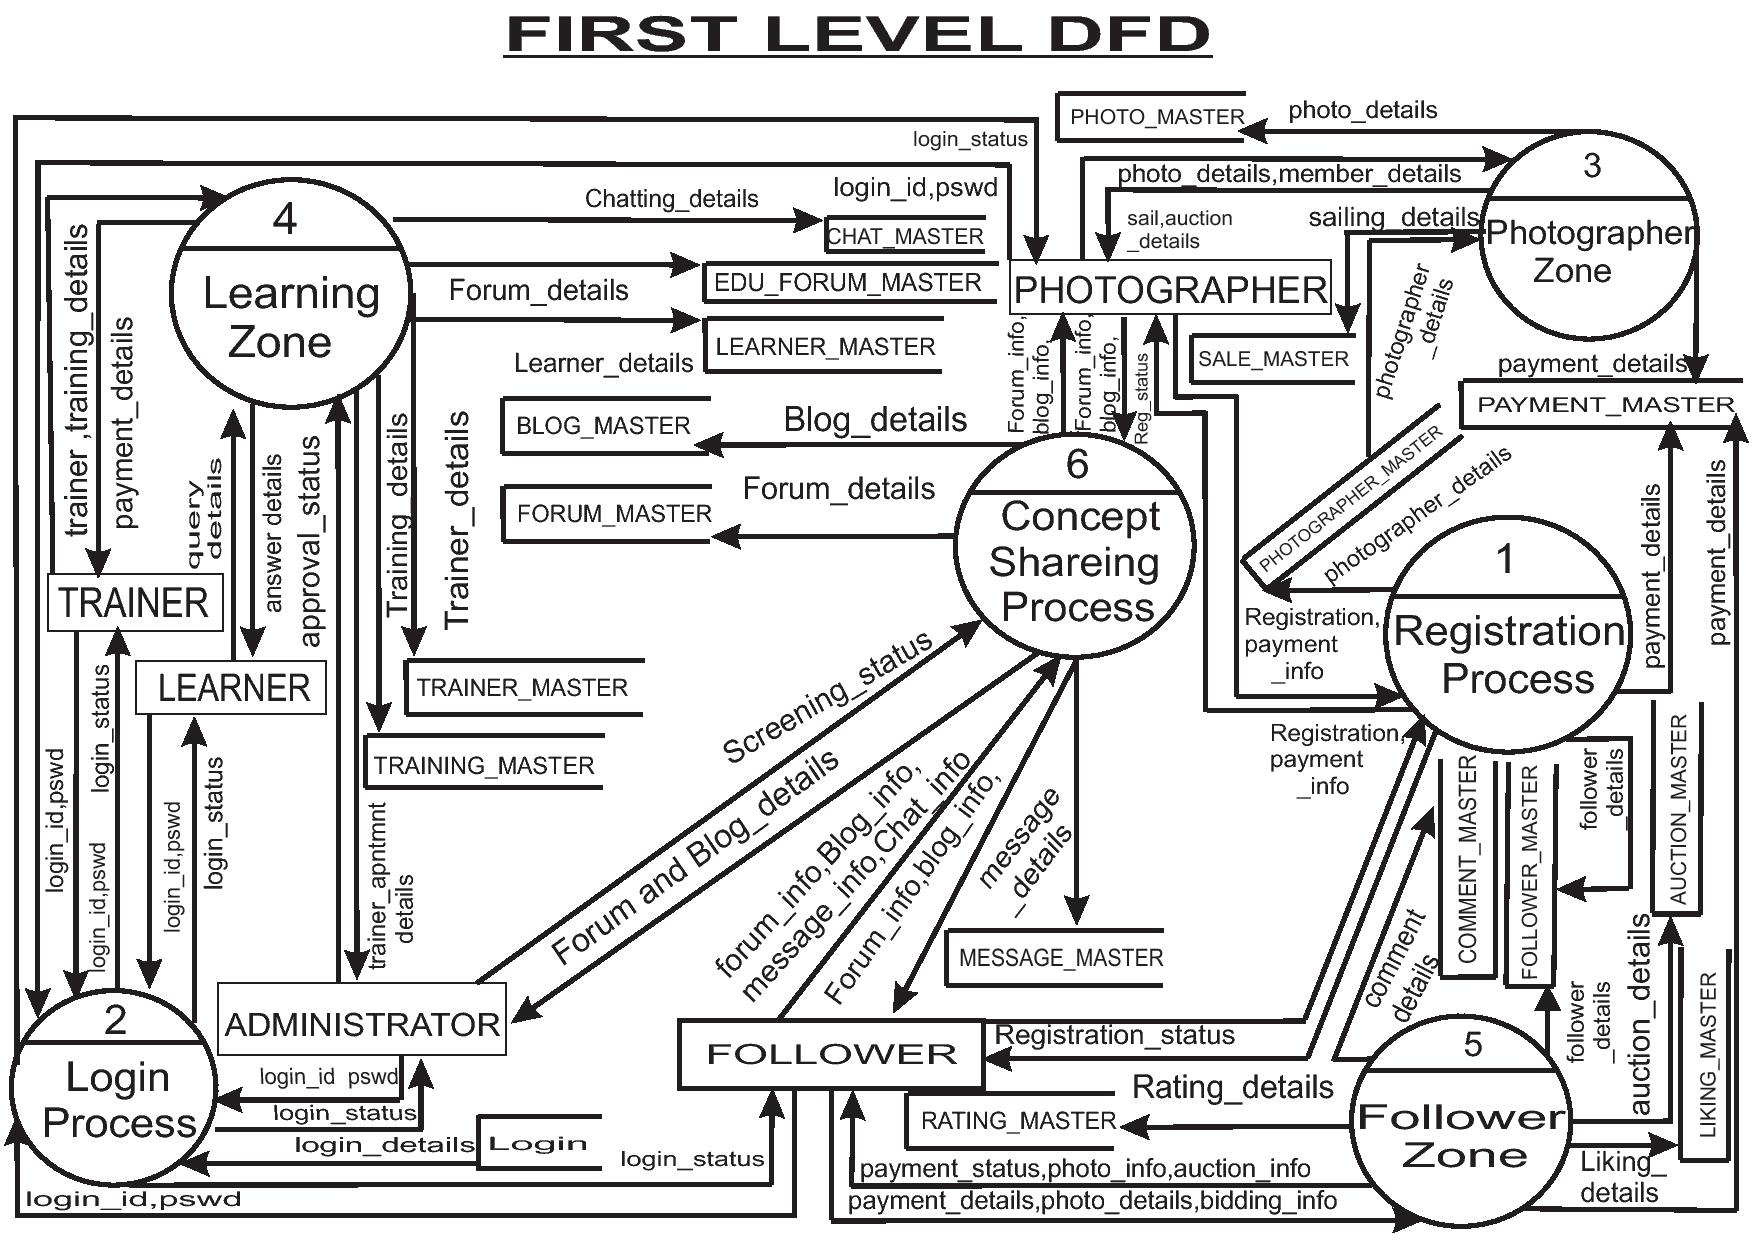 FIRST LEVEL DFD
PHOTO_MASTER
photo_details
login_status
3
Photographer
Zone
photo_details,member_details
login_id,pswd
sail,auction
_details
sailing_details
4
Learning
Zone
Chatting_details
CHAT_MASTER
Forum_details
EDU_FORUM_MASTER
PHOTOGRAPHER
Learner_details
LEARNER_MASTER
SALE_MASTER
photographer
_details
payment_details
PAYMENT_MASTER
trainer ,training_details
payment_details
Forum_info,
blog_info,
Forum_info,
blog_info,
Reg_status
BLOG_MASTER
Blog_details
FORUM_MASTER
Forum_details
6
Concept
Shareing
Process
PHOTOGRAPHER_MASTER
photographer_details
1
Registration
Process
payment_details
payment_details
query
details
answer details
approval_status
Training_details
Trainer_details
TRAINER
LEARNER
TRAINER_MASTER
TRAINING_MASTER
Registration,
payment
_info
Registration,
payment
_info
login_id,pswd
login_status
login_id,pswd
login_id,pswd
login_status
trainer_apntmnt
details
Screening_status
Forum and Blog_details
forum_info,Blog_info,
message_info,Chat_info
Forum_info,blog_info,
message
_details
MESSAGE_MASTER
COMMENT_MASTER
FOLLOWER_MASTER
follower
_details
AUCTION_MASTER
comment
details
follower
_details
auction_details
LIKING_MASTER
2
Login
Process
ADMINISTRATOR
login_id pswd
login_status
login_details
Login
login_status
login_id,pswd
FOLLOWER
Registration_status
RATING_MASTER
Rating_details
5
Follower
Zone
Liking_
details
payment_status,photo_info,auction_info
payment_details,photo_details,bidding_info